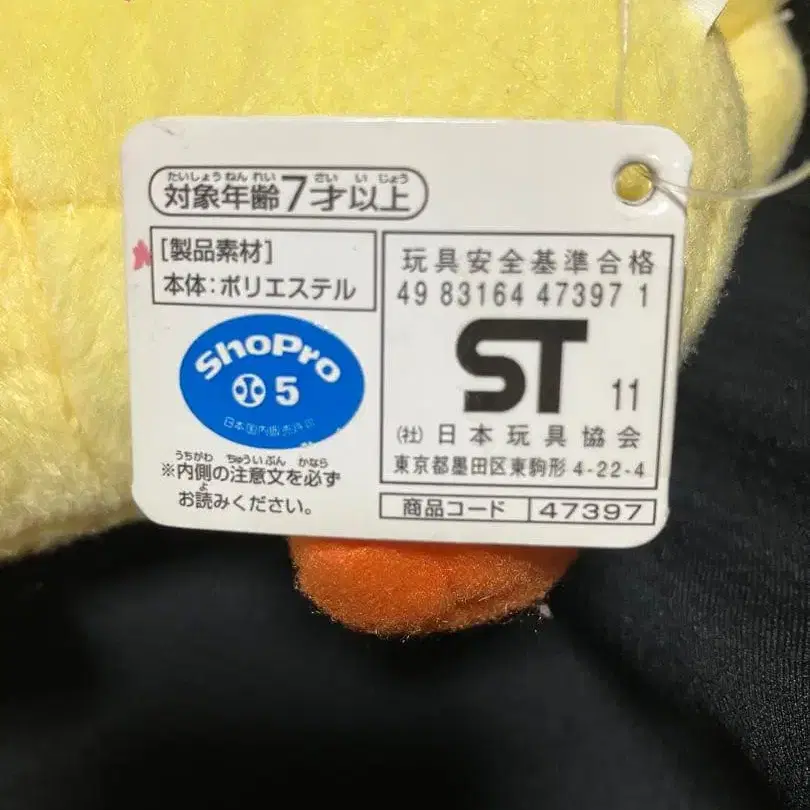 たいしょうねんれい さい いじょう
対象年齢7才以上
[製品素材]
本体:ポリエステル
ShoPro
5
うちがわ ちゅういぶん かなら
※内側の注意文を必ず
よ
お読みください。
玩具安全基準合格
49 83164 47397 1
ST 11
(社)日本玩具協会
東京都墨田区東駒形 4-22-4
商品コード 47397